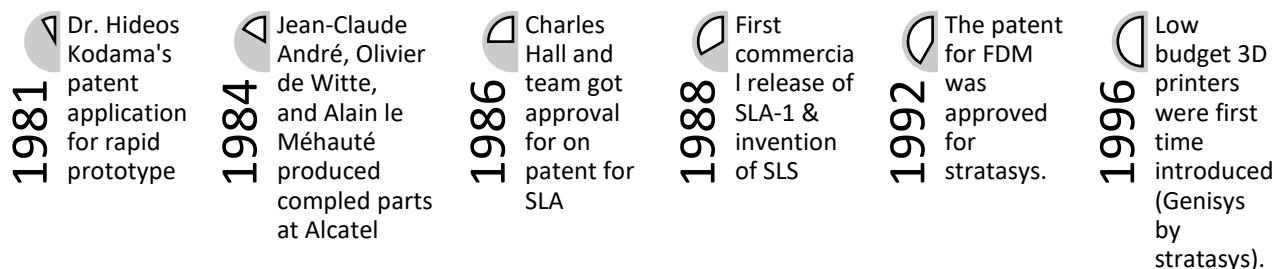 1981
Dr. Hideos
Kodama's
patent
application
for rapid
prototype
1984
Jean-Claude
André, Olivier
de Witte,
and Alain le
Méhauté
produced
compled parts
at Alcatel
1986
Charles
Hall and
team got
approval
for on
patent for
SLA
1988
First
commercia
l release of
SLA-1 &
invention
of SLS
1992
The patent
for FDM
was
approved
for
stratasys.
1996
Low
budget 3D
printers
were first
time
introduced
(Genisys
by
stratasys).